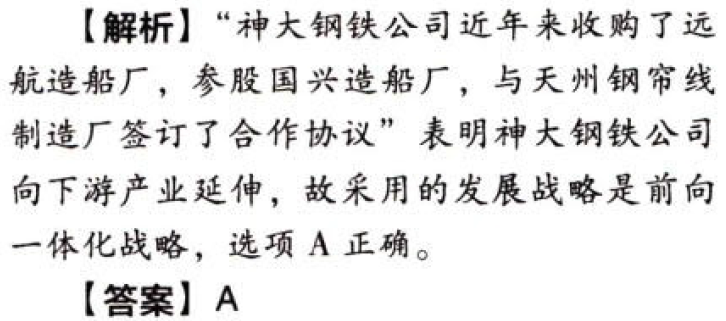 【解析】“神大钢铁公司近年来收购了远
航造船厂，参股国兴造船厂，与天州钢帘线
制造厂签订了合作协议”表明神大钢铁公司
向下游产业延伸，故采用的发展战略是前向
一体化战略，选项 A 正确。
【答案】A